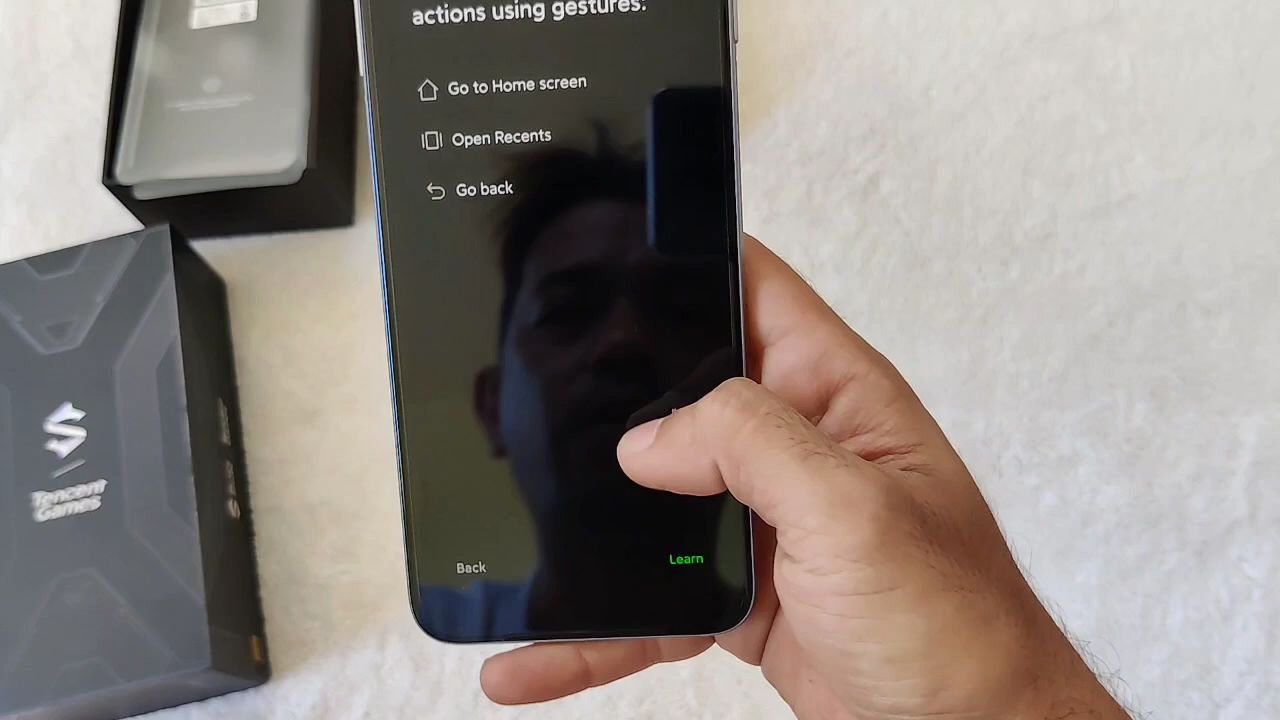 actions using gestures:
Go to Home screen
Open Recents
Go back
Back
Learn
Tencent
Games